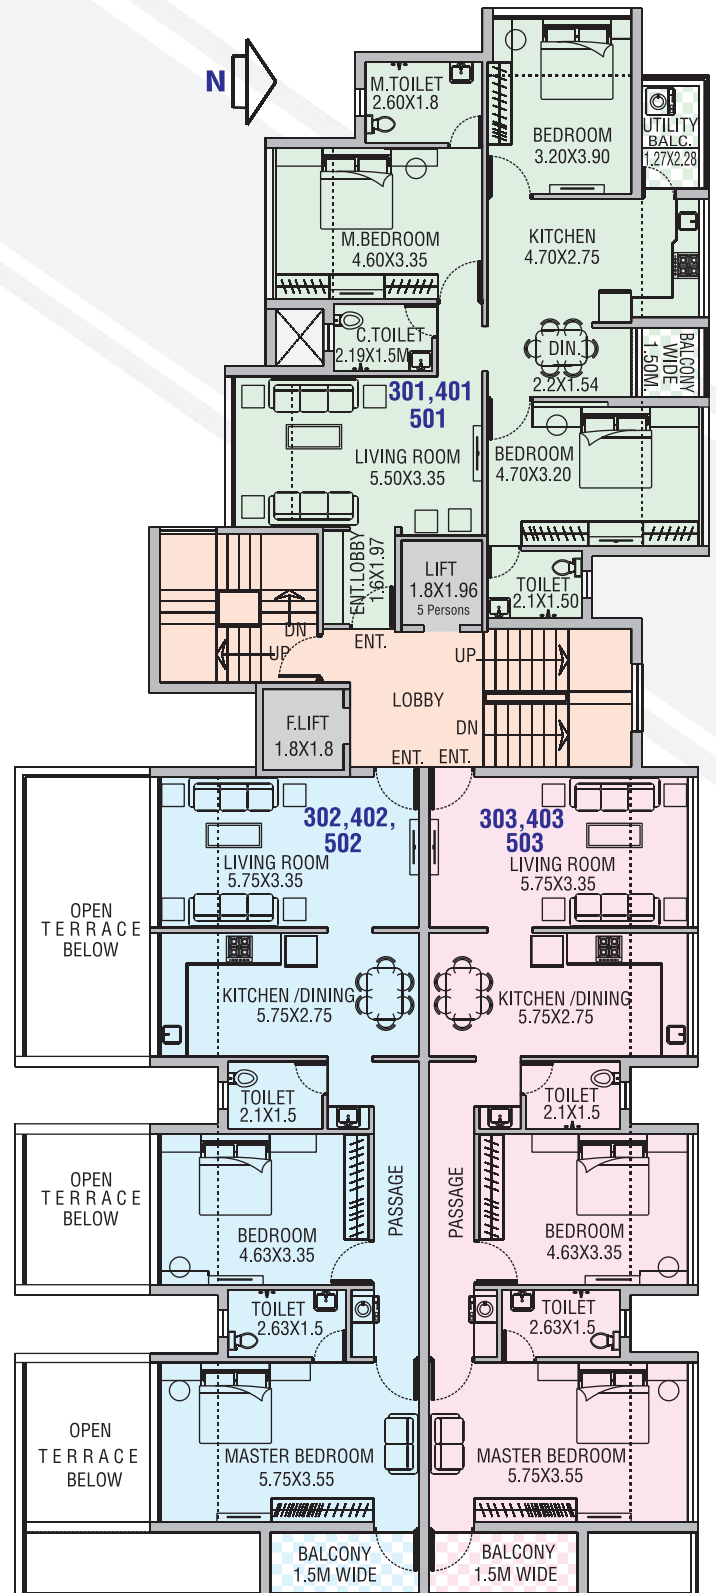 N
M.TOILET
2.60X1.8
BEDROOM
3.20X3.90
UTILITY
BALC.
1.27X2.28
M.BEDROOM
4.60X3.35
KITCHEN
4.70X2.75
C.TOILET
2.19X1.5M
DIN.
2.2X1.54
BALCONY
WIDE
1.50M.
301,401
501
LIVING ROOM
5.50X3.35
BEDROOM
4.70X3.20
ENT.LOBBY
1.6X1.97
LIFT
1.8X1.96
5 Persons
TOILET
2.1X1.50
DN
UP
ENT.
UP
LOBBY
DN
F.LIFT
1.8X1.8
ENT.
ENT.
302,402,
502
LIVING ROOM
5.75X3.35
303,403
503
LIVING ROOM
5.75X3.35
OPEN
TERRACE
BELOW
KITCHEN /DINING
5.75X2.75
KITCHEN /DINING
5.75X2.75
TOILET
2.1X1.5
TOILET
2.1X1.5
OPEN
TERRACE
BELOW
PASSAGE
PASSAGE
BEDROOM
4.63X3.35
BEDROOM
4.63X3.35
TOILET
2.63X1.5
TOILET
2.63X1.5
OPEN
TERRACE
BELOW
MASTER BEDROOM
5.75X3.55
MASTER BEDROOM
5.75X3.55
BALCONY
1.5M WIDE
BALCONY
1.5M WIDE